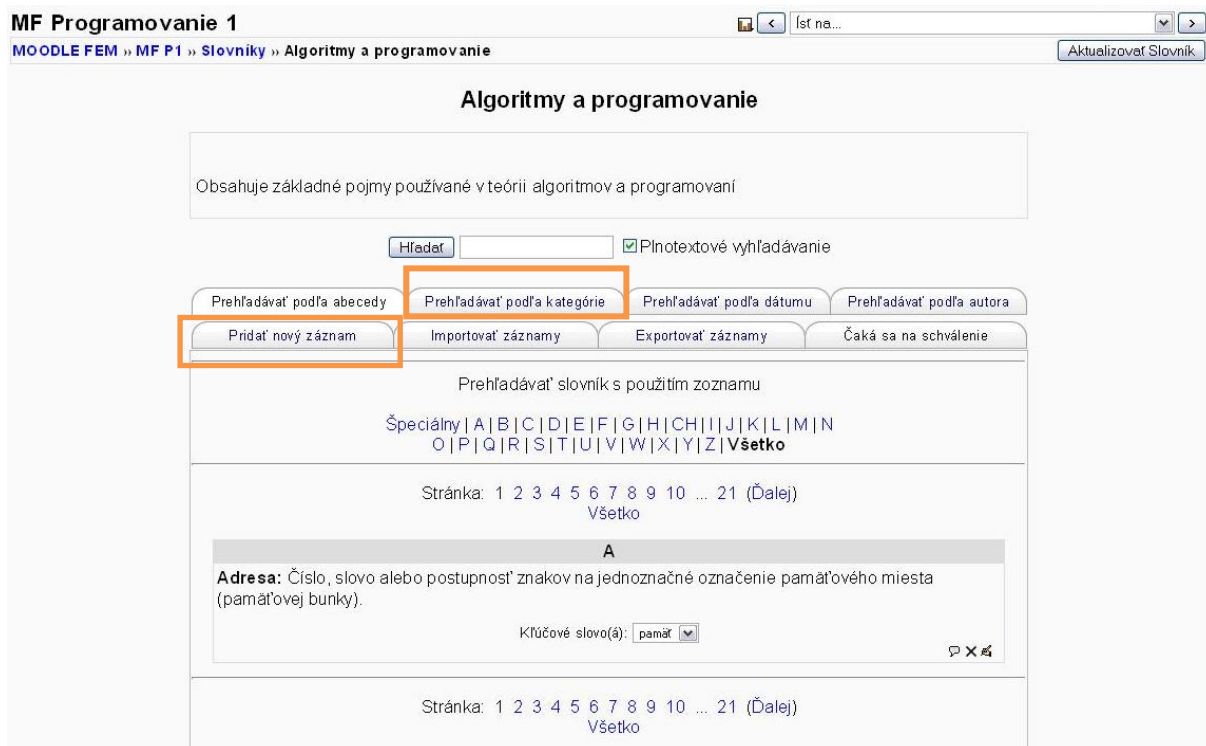 MF Programovanie 1
Ísť na...
MOODLE FEM » MF P1 » Slovníky » Algoritmy a programovanie
Aktualizovať Slovník
Algoritmy a programovanie
Obsahuje základné pojmy používané v teórii algoritmov a programovaní
Hľadať Plnotextové vyhľadávanie
Prehľadávať podľa abecedy Prehľadávať podľa kategórie Prehľadávať podľa dátumu Prehľadávať podľa autora
Pridať nový záznam Importovať záznamy Exportovať záznamy Čaká sa na schválenie
Prehľadávať slovník s použitím zoznamu
Špeciálny | A | B | C | D | E | F | G | H | CH | I | J | K | L | M | N
O | P | Q | R | S | T | U | V | W | X | Y | Z | Všetko
Stránka: 1 2 3 4 5 6 7 8 9 10 ... 21 (Ďalej)
Všetko
A
Adresa: Číslo, slovo alebo postupnosť znakov na jednoznačné označenie pamäťového miesta
(pamäťovej bunky).
Kľúčové slovo(á): pamäť
Stránka: 1 2 3 4 5 6 7 8 9 10 ... 21 (Ďalej)
Všetko